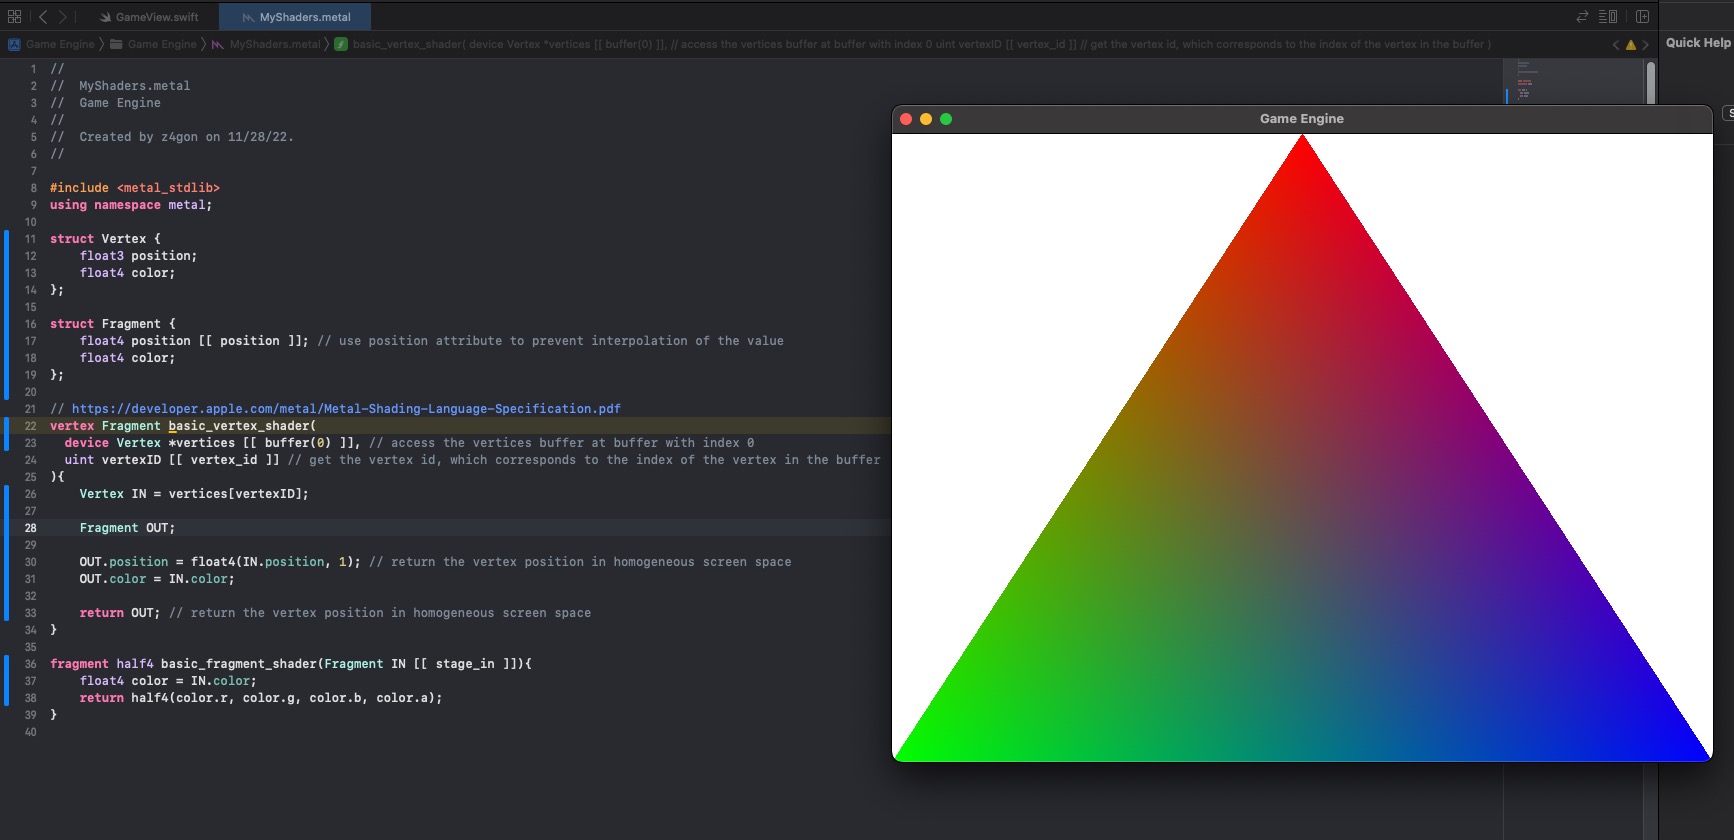 GameView.swift
MyShaders.metal
Game Engine
Game Engine
MyShaders.metal
basic_vertex_shader( device Vertex *vertices [[ buffer(0) ]], // access the vertices buffer at buffer with index 0 uint vertexID [[ vertex_id ]] // get the vertex id, which corresponds to the index of the vertex in the buffer )
Quick Help
1 //
2 //  MyShaders.metal
3 //  Game Engine
4 //
5 //  Created by z4gon on 11/28/22.
6 //
7
8 #include <metal_stdlib>
9 using namespace metal;
10
11 struct Vertex {
12     float3 position;
13     float4 color;
14 };
15
16 struct Fragment {
17     float4 position [[ position ]]; // use position attribute to prevent interpolation of the value
18     float4 color;
19 };
20
21 // https://developer.apple.com/metal/Metal-Shading-Language-Specification.pdf
22 vertex Fragment basic_vertex_shader(
23   device Vertex *vertices [[ buffer(0) ]], // access the vertices buffer at buffer with index 0
24   uint vertexID [[ vertex_id ]] // get the vertex id, which corresponds to the index of the vertex in the buffer
25 ){
26     Vertex IN = vertices[vertexID];
27
28     Fragment OUT;
29
30     OUT.position = float4(IN.position, 1); // return the vertex position in homogeneous screen space
31     OUT.color = IN.color;
32
33     return OUT; // return the vertex position in homogeneous screen space
34 }
35
36 fragment half4 basic_fragment_shader(Fragment IN [[ stage_in ]]){
37     float4 color = IN.color;
38     return half4(color.r, color.g, color.b, color.a);
39 }
40
Game Engine